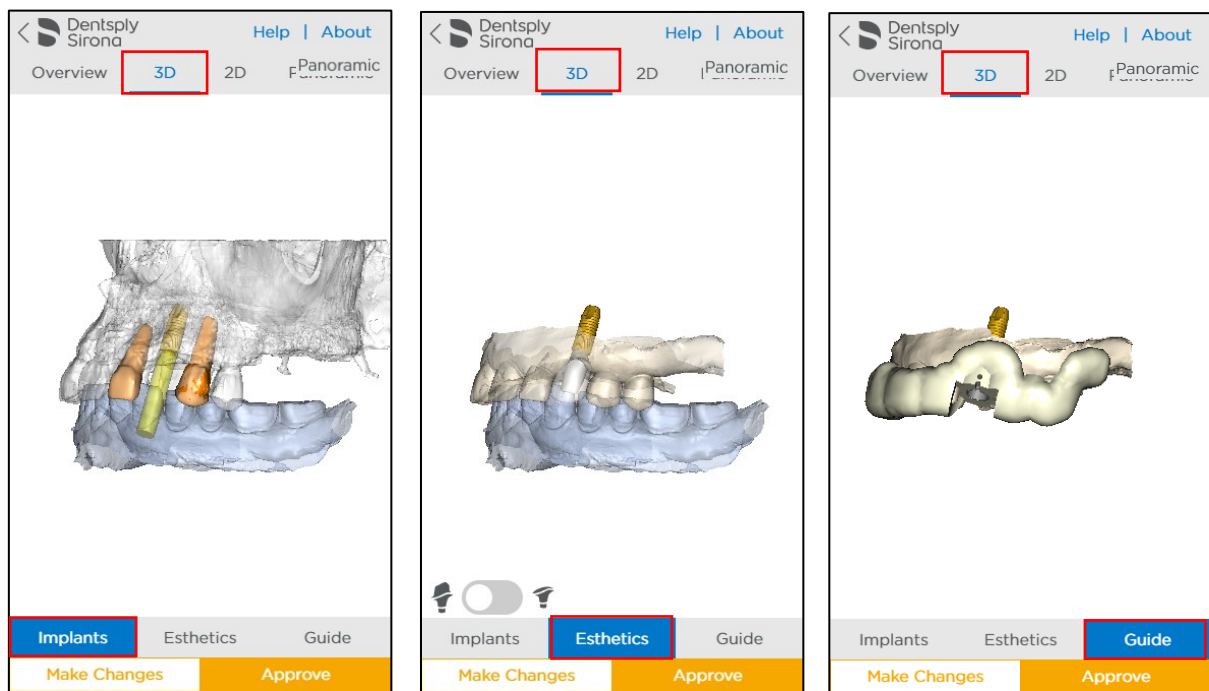 Dentsply
Sirona
Help | About
Overview 3D 2D Panoramic
Implants Esthetics Guide
Make Changes Approve
Dentsply
Sirona
Help | About
Overview 3D 2D Panoramic
Implants Esthetics Guide
Make Changes Approve
Dentsply
Sirona
Help | About
Overview 3D 2D Panoramic
Implants Esthetics Guide
Make Changes Approve